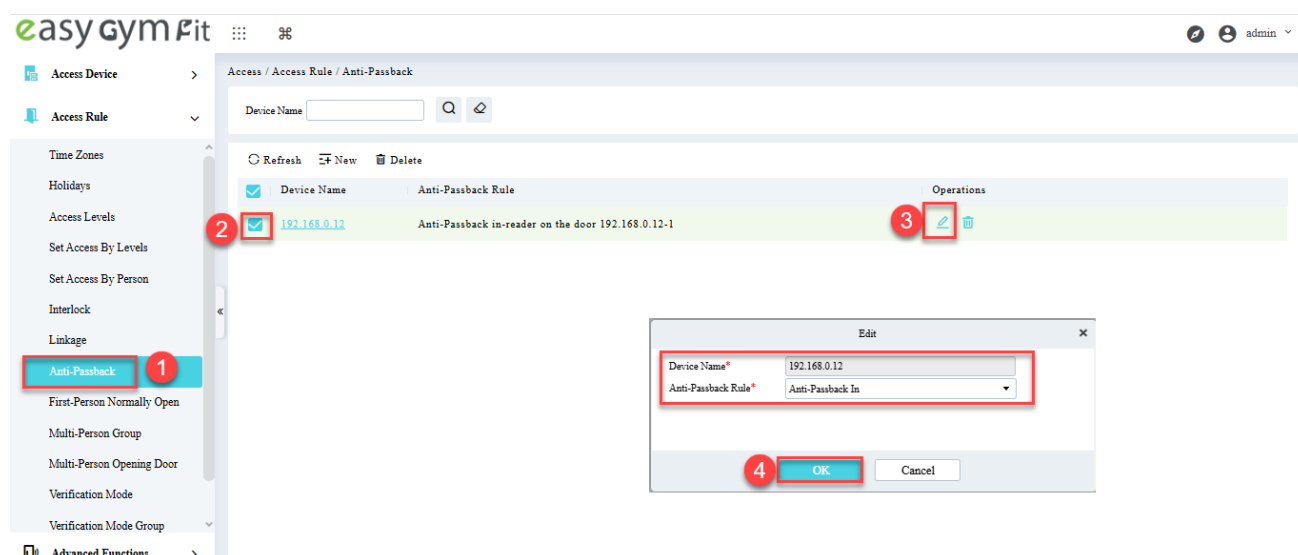 easy Gym Fit
admin
Access Device
Access Rule
Time Zones
Holidays
Access Levels
Set Access By Levels
Set Access By Person
Interlock
Linkage
Anti-Passback
1
First-Person Normally Open
Multi-Person Group
Multi-Person Opening Door
Verification Mode
Verification Mode Group
Advanced Functions
Access / Access Rule / Anti-Passback
Device Name
Refresh New Delete
Device Name Anti-Passback Rule Operations
2 192.168.0.12 Anti-Passback in-reader on the door 192.168.0.12-1 3
Edit
Device Name* 192.168.0.12
Anti-Passback Rule* Anti-Passback In
4 OK Cancel